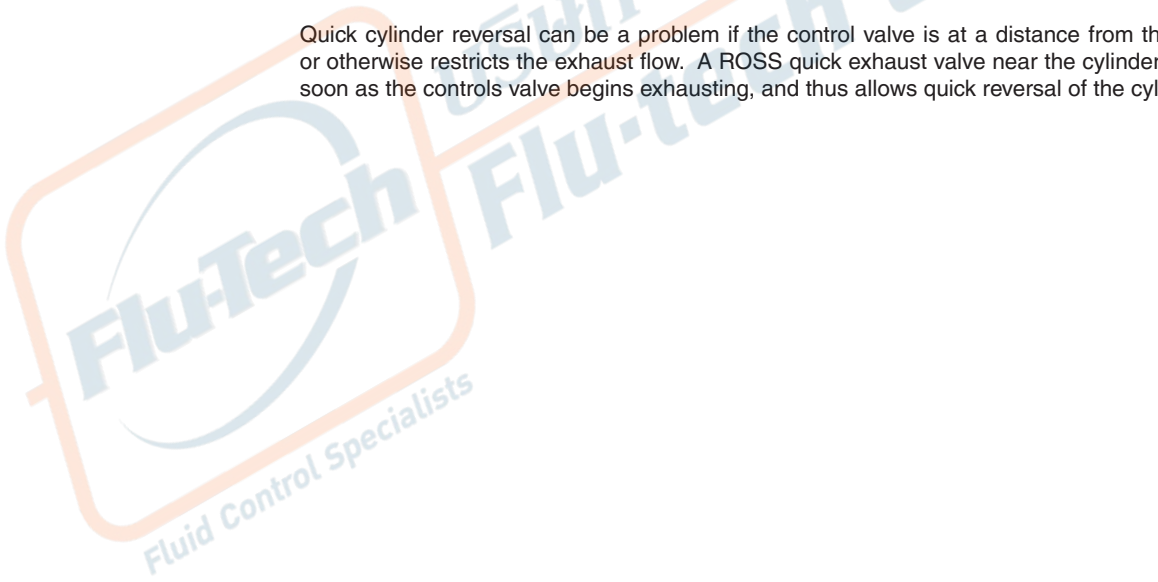 Quick cylinder reversal can be a problem if the control valve is at a distance from
or otherwise restricts the exhaust flow. A ROSS quick exhaust valve near the cylinder
soon as the controls valve begins exhausting, and thus allows quick reversal of the
Flu-tech
Flu-Tech
Fluid Control Specialists